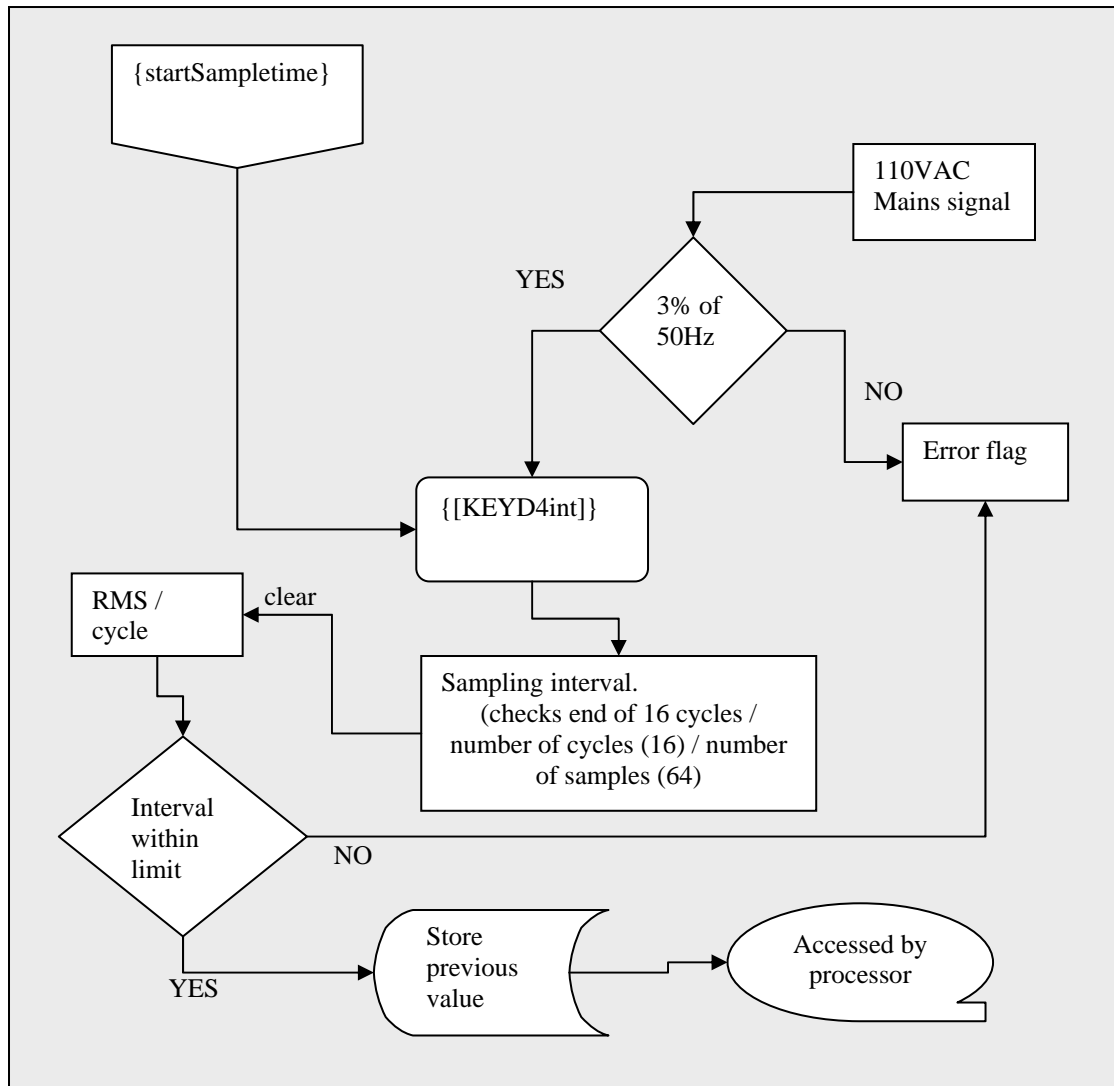 {startSampletime}
110VAC
Mains signal
YES
3% of
50Hz
NO
Error flag
{[KEYD4int]}
RMS /
cycle
clear
Sampling interval.
(checks end of 16 cycles /
number of cycles (16) / number
of samples (64)
Interval
within
limit
NO
YES
Store
previous
value
Accessed by
processor